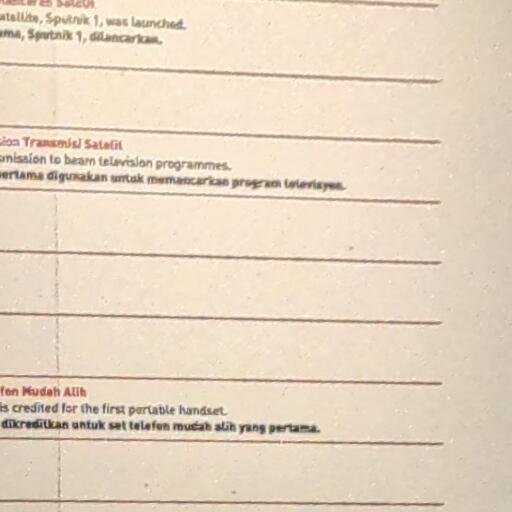 Satelit
atellite, Sputnik 1, was launched.
ama, Sputnik 1, dilancarkan.
sion Transmisi Satelit
smission to beam television programmes.
pertama digunakan untuk memancarkan program televisyen.
fon Mudah Alih
is credited for the first portable handset.
dikreditkan untuk set telefon mudah alih yang pertama.